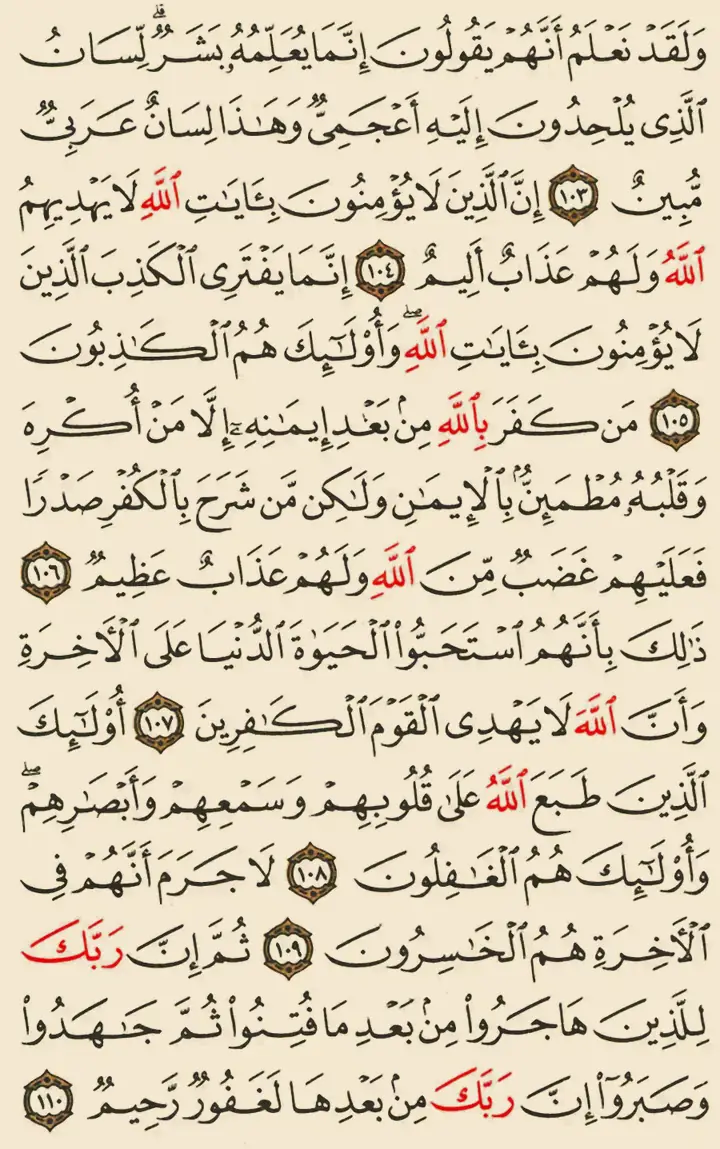 وَلَقَدْ نَعْلَمُ أَنَّهُمْ يَقُولُونَ إِنَّمَا يُعَلِّمُهُۥ بَشَرٌۗ لِّسَانُ
ٱلَّذِى يُلْحِدُونَ إِلَيْهِ أَعْجَمِىٌّ وَهَـٰذَا لِسَانٌ عَرَبِىٌّ
مُّبِينٌ ١٠٣ إِنَّ ٱلَّذِينَ لَا يُؤْمِنُونَ بِـَٔايَـٰتِ ٱللَّهِ لَا يَهْدِيهِمُ
ٱللَّهُ وَلَهُمْ عَذَابٌ أَلِيمٌ ١٠٤ إِنَّمَا يَفْتَرِى ٱلْكَذِبَ ٱلَّذِينَ
لَا يُؤْمِنُونَ بِـَٔايَـٰتِ ٱللَّهِۖ وَأُو۟لَـٰٓئِكَ هُمُ ٱلْكَـٰذِبُونَ
١٠٥ مَن كَفَرَ بِٱللَّهِ مِنۢ بَعْدِ إِيمَـٰنِهِۦٓ إِلَّا مَنْ أُكْرِهَ
وَقَلْبُهُۥ مُطْمَئِنٌّۢ بِٱلْإِيمَـٰنِ وَلَـٰكِن مَّن شَرَحَ بِٱلْكُفْرِ صَدْرًا
فَعَلَيْهِمْ غَضَبٌ مِّنَ ٱللَّهِ وَلَهُمْ عَذَابٌ عَظِيمٌ ١٠٦
ذَٰلِكَ بِأَنَّهُمُ ٱسْتَحَبُّوا۟ ٱلْحَيَوٰةَ ٱلدُّنْيَا عَلَى ٱلْـَٔاخِرَةِ
وَأَنَّ ٱللَّهَ لَا يَهْدِى ٱلْقَوْمَ ٱلْكَـٰفِرِينَ ١٠٧ أُو۟لَـٰٓئِكَ
ٱلَّذِينَ طَبَعَ ٱللَّهُ عَلَىٰ قُلُوبِهِمْ وَسَمْعِهِمْ وَأَبْصَـٰرِهِمْۖ
وَأُو۟لَـٰٓئِكَ هُمُ ٱلْغَـٰفِلُونَ ١٠٨ لَا جَرَمَ أَنَّهُمْ فِى
ٱلْـَٔاخِرَةِ هُمُ ٱلْخَـٰسِرُونَ ١٠٩ ثُمَّ إِنَّ رَبَّكَ
لِلَّذِينَ هَاجَرُوا۟ مِنۢ بَعْدِ مَا فُتِنُوا۟ ثُمَّ جَـٰهَدُوا۟
وَصَبَرُوٓا۟ إِنَّ رَبَّكَ مِنۢ بَعْدِهَا لَغَفُورٌ رَّحِيمٌ ١١٠